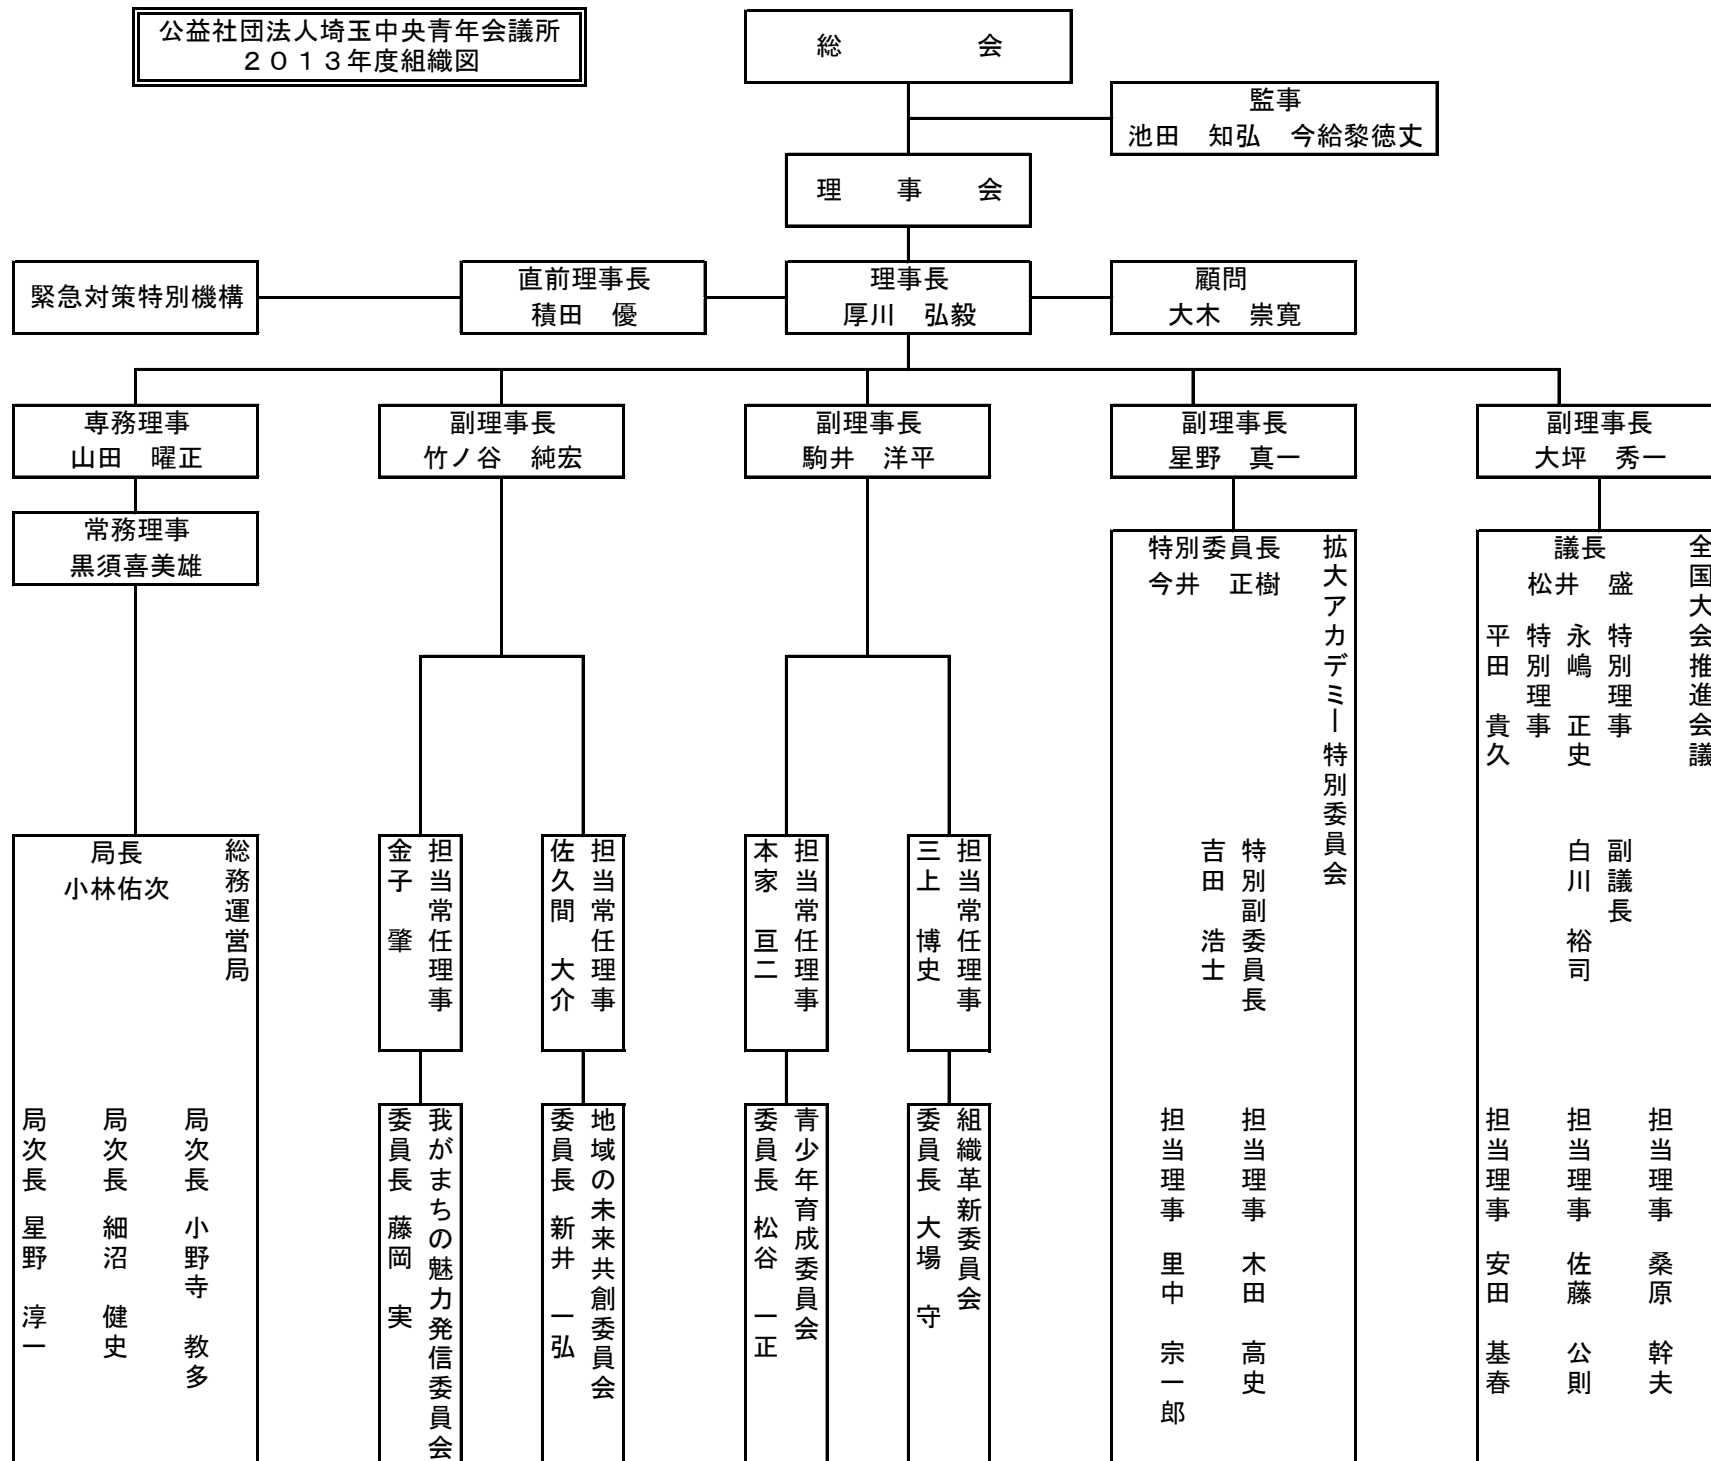 公益社団法人埼玉中央青年会議所
２０１３年度組織図
総　　　　　会
監事
池田　知弘　今給黎徳丈
理　　事　　会
緊急対策特別機構
直前理事長
積田　優
理事長
厚川　弘毅
顧問
大木　崇寛
専務理事
山田　曜正
副理事長
竹ノ谷　純宏
副理事長
駒井　洋平
副理事長
星野　真一
副理事長
大坪　秀一
常務理事
黒須喜美雄
総務運営局
局長
小林佑次
局次長　小野寺　教多
局次長　細沼　健史
局次長　星野　淳一
担当常任理事
金子　肇
我がまちの魅力発信委員会
委員長　藤岡　実
担当常任理事
佐久間　大介
地域の未来共創委員会
委員長　新井　一弘
担当常任理事
本家　亘二
青少年育成委員会
委員長　松谷　一正
担当常任理事
三上　博史
組織革新委員会
委員長　大場　守
拡大アカデミー特別委員会
特別委員長
今井　正樹
特別副委員長
吉田　浩士
担当理事　木田　高史
担当理事　里中　宗一郎
全国大会推進会議
議長
松井　盛
特別理事
永嶋　正史
特別理事
平田　貴久
副議長
白川　裕司
担当理事　桑原　幹夫
担当理事　佐藤　公則
担当理事　安田　基春